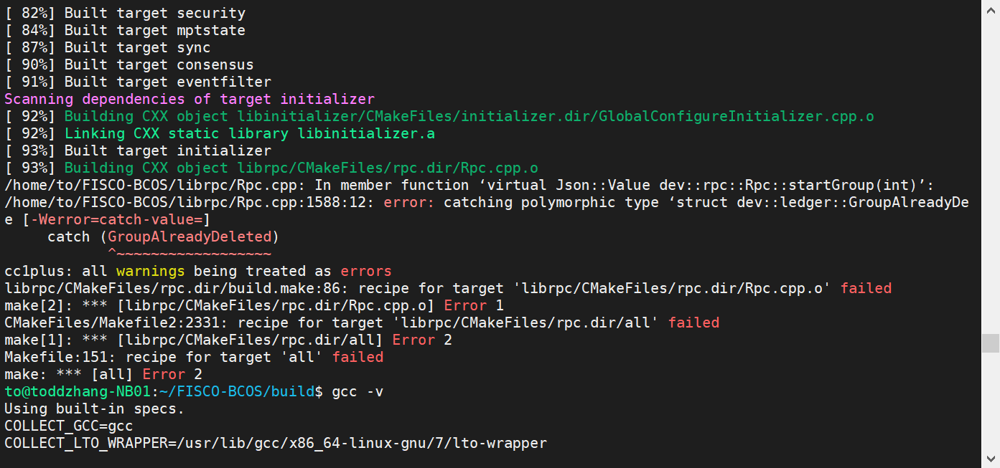 [ 82%] Built target security
[ 84%] Built target mptstate
[ 87%] Built target sync
[ 90%] Built target consensus
[ 91%] Built target eventfilter
Scanning dependencies of target initializer
[ 92%] Building CXX object libinitializer/CMakeFiles/initializer.dir/GlobalConfigureInitializer.cpp.o
[ 92%] Linking CXX static library libinitializer.a
[ 93%] Built target initializer
[ 93%] Building CXX object librpc/CMakeFiles/rpc.dir/Rpc.cpp.o
/home/to/FISCO-BCOS/librpc/Rpc.cpp: In member function ‘virtual Json::Value dev::rpc::Rpc::startGroup(int)’:
/home/to/FISCO-BCOS/librpc/Rpc.cpp:1588:12: error: catching polymorphic type ‘struct dev::ledger::GroupAlreadyDe
e [-Werror=catch-value=]
     catch (GroupAlreadyDeleted)
            ^~~~~~~~~~~~~~~~~~~
cc1plus: all warnings being treated as errors
librpc/CMakeFiles/rpc.dir/build.make:86: recipe for target 'librpc/CMakeFiles/rpc.dir/Rpc.cpp.o' failed
make[2]: *** [librpc/CMakeFiles/rpc.dir/Rpc.cpp.o] Error 1
CMakeFiles/Makefile2:2331: recipe for target 'librpc/CMakeFiles/rpc.dir/all' failed
make[1]: *** [librpc/CMakeFiles/rpc.dir/all] Error 2
Makefile:151: recipe for target 'all' failed
make: *** [all] Error 2
to@toddzhang-NB01:~/FISCO-BCOS/build$ gcc -v
Using built-in specs.
COLLECT_GCC=gcc
COLLECT_LTO_WRAPPER=/usr/lib/gcc/x86_64-linux-gnu/7/lto-wrapper